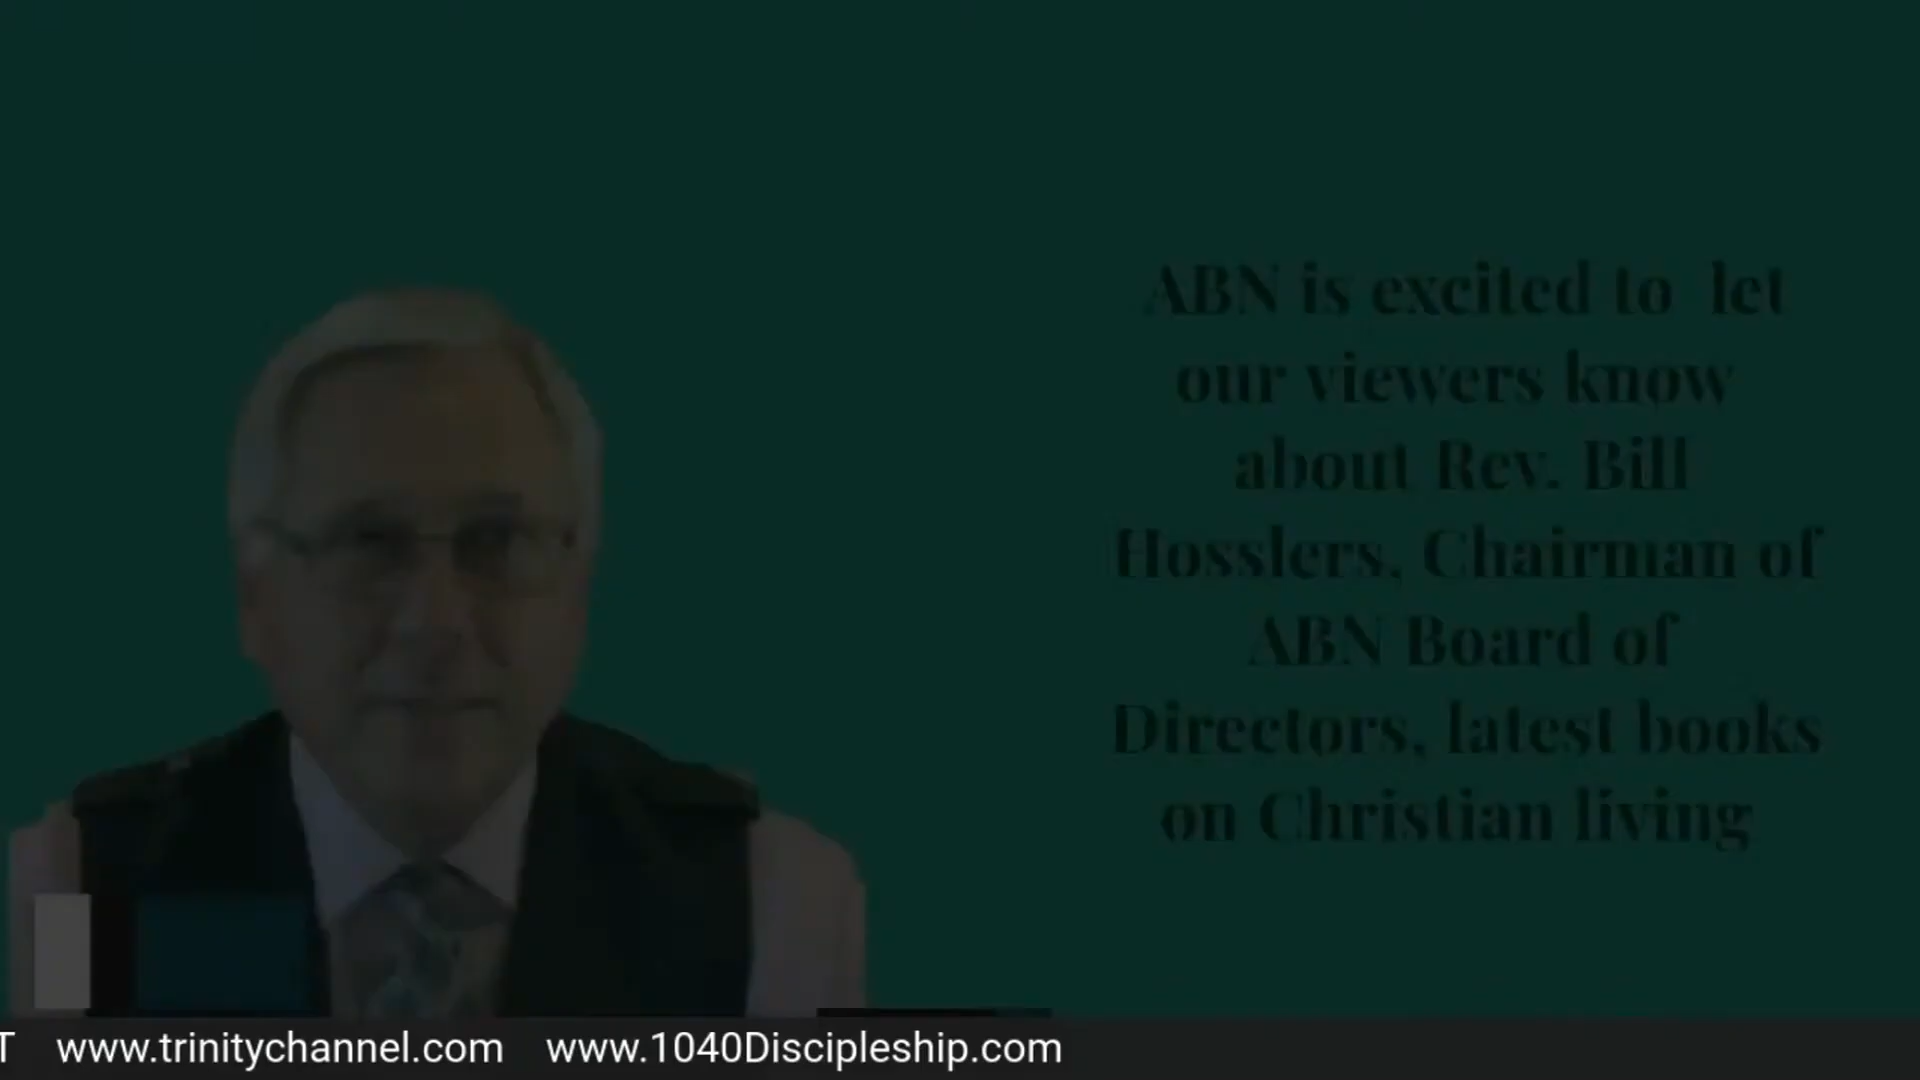 ABN is excited to let
our viewers know
about Rev. Bill
Hosslers, Chairman of
ABN Board of
Directors, latest books
on Christian living
T www.trinitychannel.com www.1040Discipleship.com